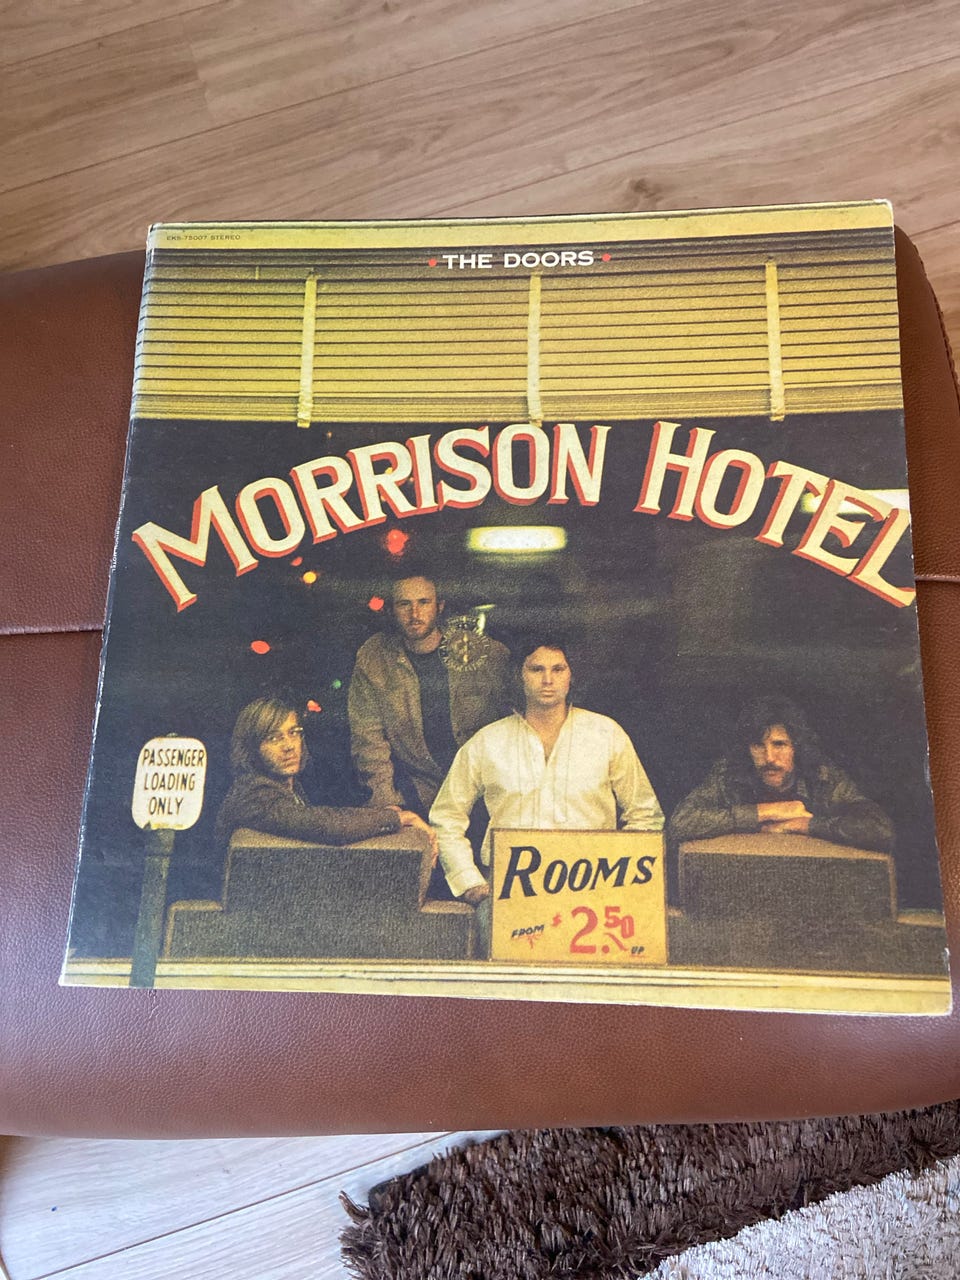 EKS-75007 STEREO
• THE DOORS •
MORRISON HOTEL
PASSENGER
LOADING
ONLY
ROOMS
FROM $2.50 UP